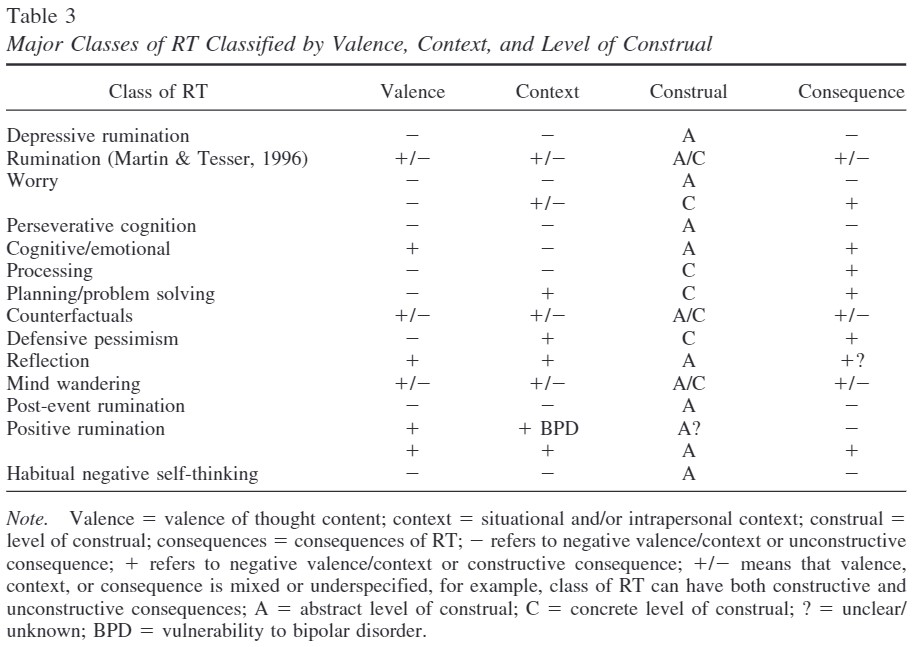 Table 3
Major Classes of RT Classified by Valence, Context, and Level of Construal
Class of RT Valence Context Construal Consequence
Depressive rumination − − A −
Rumination (Martin & Tesser, 1996) +/− +/− A/C +/−
Worry − − A −
− +/− C +
Perseverative cognition − − A −
Cognitive/emotional + − A +
Processing − − C +
Planning/problem solving − + C +
Counterfactuals +/− +/− A/C +/−
Defensive pessimism − + C +
Reflection + + A +?
Mind wandering +/− +/− A/C +/−
Post-event rumination − − A −
Positive rumination + + BPD A? −
+ + A +
Habitual negative self-thinking − − A −
Note. Valence = valence of thought content; context = situational and/or intrapersonal context; construal =
level of construal; consequences = consequences of RT; − refers to negative valence/context or unconstructive
consequence; + refers to negative valence/context or constructive consequence; +/− means that valence,
context, or consequence is mixed or underspecified, for example, class of RT can have both constructive and
unconstructive consequences; A = abstract level of construal; C = concrete level of construal; ? = unclear/
unknown; BPD = vulnerability to bipolar disorder.